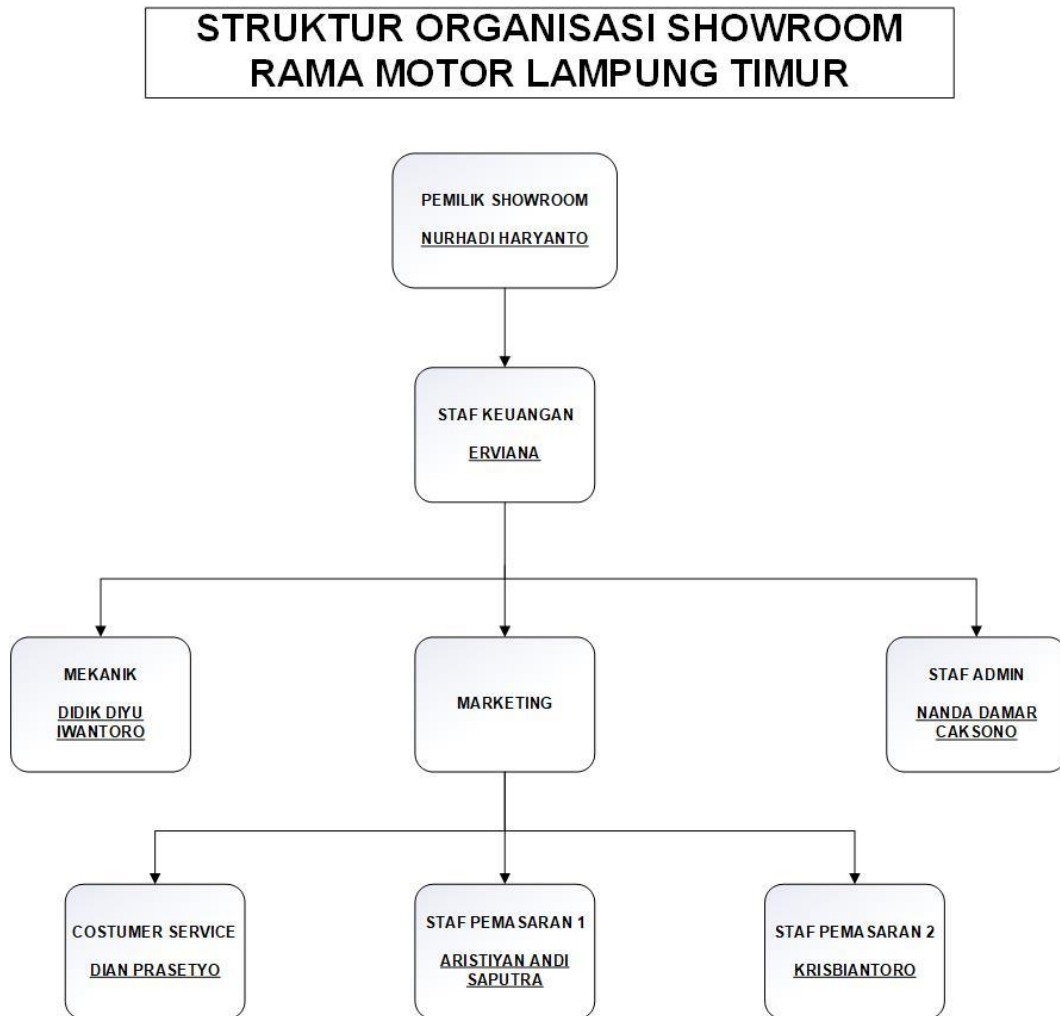 STRUKTUR ORGANISASI SHOWROOM
RAMA MOTOR LAMPUNG TIMUR
PEMILIK SHOWROOM
NURHADI HARYANTO
STAF KEUANGAN
ERVIANA
MEKANIK
DIDIK DIYU
IWANTORO
MARKETING
STAF ADMIN
NANDA DAMAR
CAKSONO
COSTUMER SERVICE
DIAN PRASETYO
STAF PEMASARAN 1
ARISTIYAN ANDI
SAPUTRA
STAF PEMASARAN 2
KRISBIANTORO